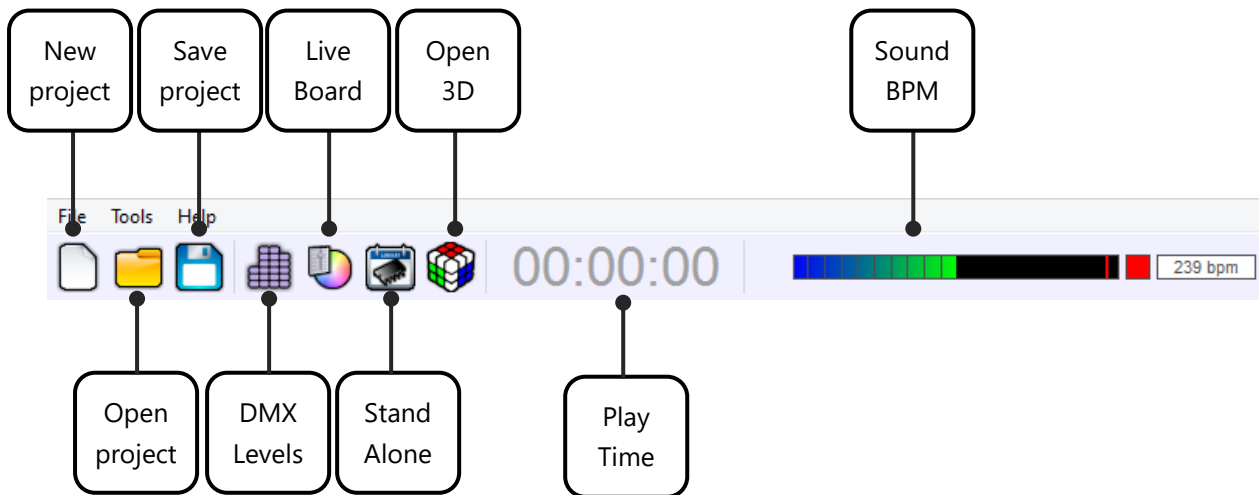 New
project
Save
project
Live
Board
Open
3D
Sound
BPM
File Tools Help
00:00:00
239 bpm
Open
project
DMX
Levels
Stand
Alone
Play
Time